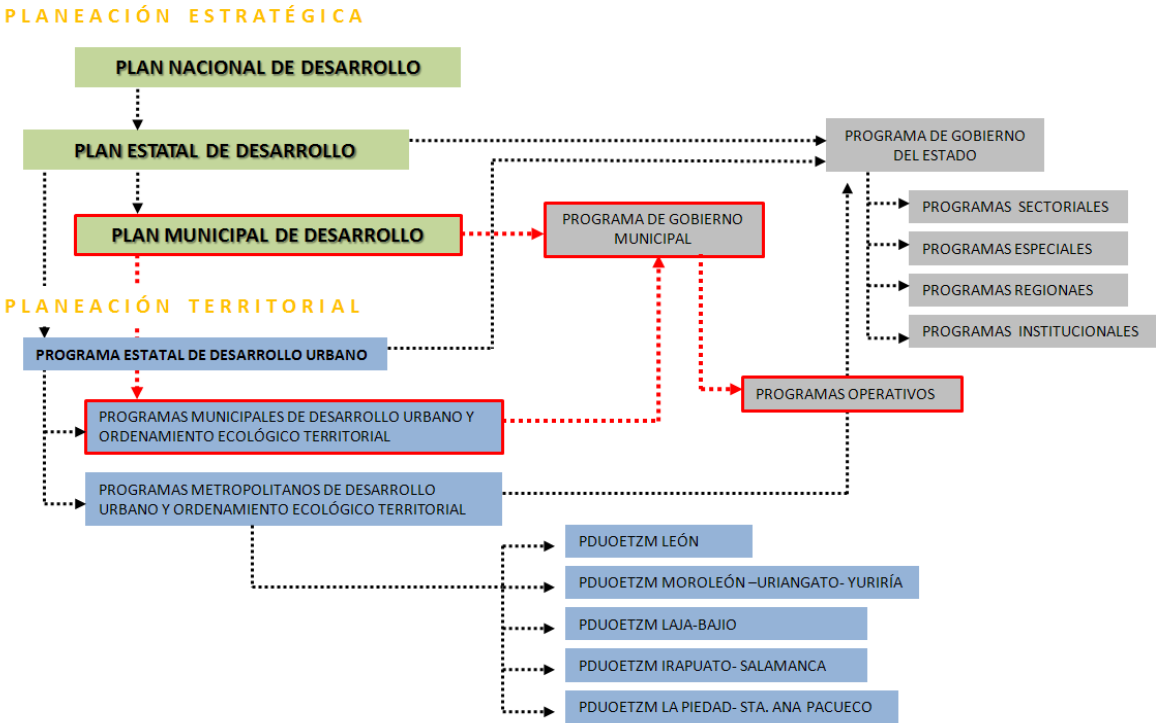 PLANEACIÓN ESTRATÉGICA
PLAN NACIONAL DE DESARROLLO
PLAN ESTATAL DE DESARROLLO
PROGRAMA DE GOBIERNO
DEL ESTADO
PROGRAMAS SECTORIALES
PLAN MUNICIPAL DE DESARROLLO
PROGRAMA DE GOBIERNO
MUNICIPAL
PROGRAMAS ESPECIALES
PROGRAMAS REGIONAES
PROGRAMAS INSTITUCIONALES
PLANEACIÓN TERRITORIAL
PROGRAMA ESTATAL DE DESARROLLO URBANO
PROGRAMAS OPERATIVOS
PROGRAMAS MUNICIPALES DE DESARROLLO URBANO Y
ORDENAMIENTO ECOLÓGICO TERRITORIAL
PROGRAMAS METROPOLITANOS DE DESARROLLO
URBANO Y ORDENAMIENTO ECOLÓGICO TERRITORIAL
PDUOETZM LEÓN
PDUOETZM MOROLEÓN –URIANGATO- YURIRÍA
PDUOETZM LAJA-BAJIO
PDUOETZM IRAPUATO- SALAMANCA
PDUOETZM LA PIEDAD- STA. ANA PACUECO